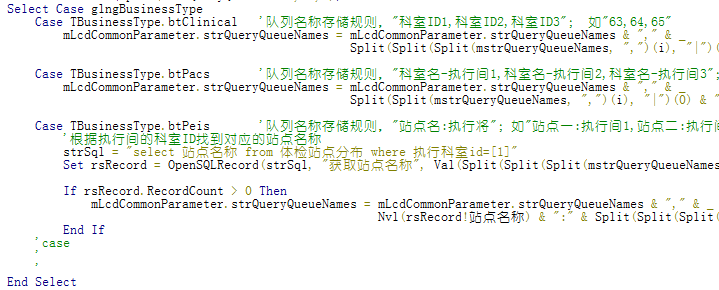 Select Case glngBusinessType
Case TBusinessType.btClinical '队列名称存储规则, "科室ID1,科室ID2,科室ID3"; 如"63,64,65"
mLcdCommonParameter.strQueryQueueNames = mLcdCommonParameter.strQueryQueueNames & "," & _
Split(Split(Split(mstrQueryQueueNames, ",")(i), "|")(
Case TBusinessType.btPacs '队列名称存储规则, "科室名-执行间1,科室名-执行间2,科室名-执行间3";
mLcdCommonParameter.strQueryQueueNames = mLcdCommonParameter.strQueryQueueNames & "," & _
Split(Split(mstrQueryQueueNames, ",")(i), "|")(0) & "
Case TBusinessType.btPeis '队列名称存储规则, "站点名:执行将"; 如"站点一:执行间1,站点二:执行间
'根据执行间的科室ID找到对应的站点名称
strSql = "select 站点名称 from 体检站点分布 where 执行科室id=[1]"
Set rsRecord = OpenSQLRecord(strSql, "获取站点名称", Val(Split(Split(Split(mstrQueryQueueNames
If rsRecord.RecordCount > 0 Then
mLcdCommonParameter.strQueryQueueNames = mLcdCommonParameter.strQueryQueueNames & "," & _
Nvl(rsRecord!站点名称) & ":" & Split(Split(Split(
End If
'case
'
'
End Select